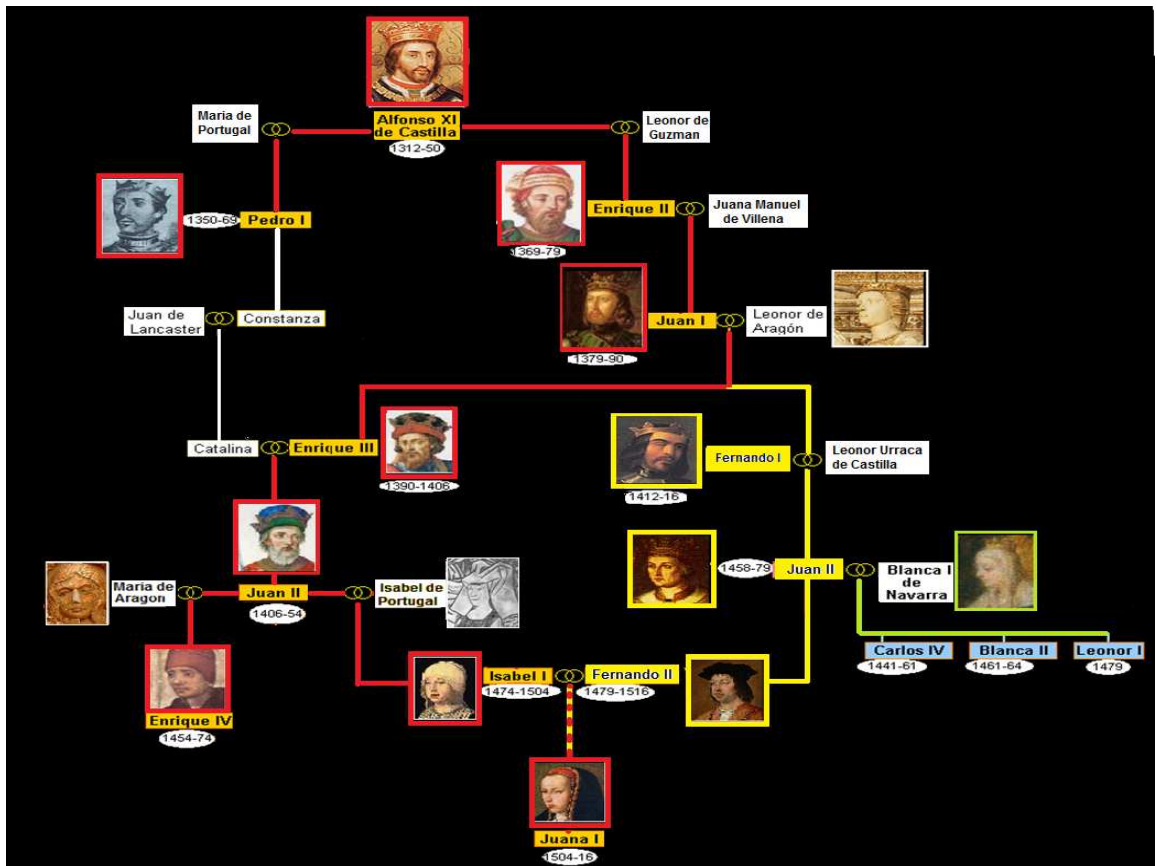 Alfonso XI
de Castilla
1312-50
Maria de
Portugal
Leonor de
Guzman
1350-69
Pedro I
1369-79
Enrique II
Juana Manuel
de Villena
Juan de
Lancaster
Constanza
Juan I
1379-90
Leonor de
Aragón
Catalina
Enrique III
1390-1406
Fernando I
1412-16
Leonor Urraca
de Castilla
María de
Aragon
Juan II
1406-54
Isabel de
Portugal
1458-79
Juan II
Blanca I
de
Navarra
Carlos IV
1441-61
Blanca II
1461-64
Leonor I
1479
Enrique IV
1454-74
Isabel I
1474-1504
Fernando II
1479-1516
Juana I
1504-16